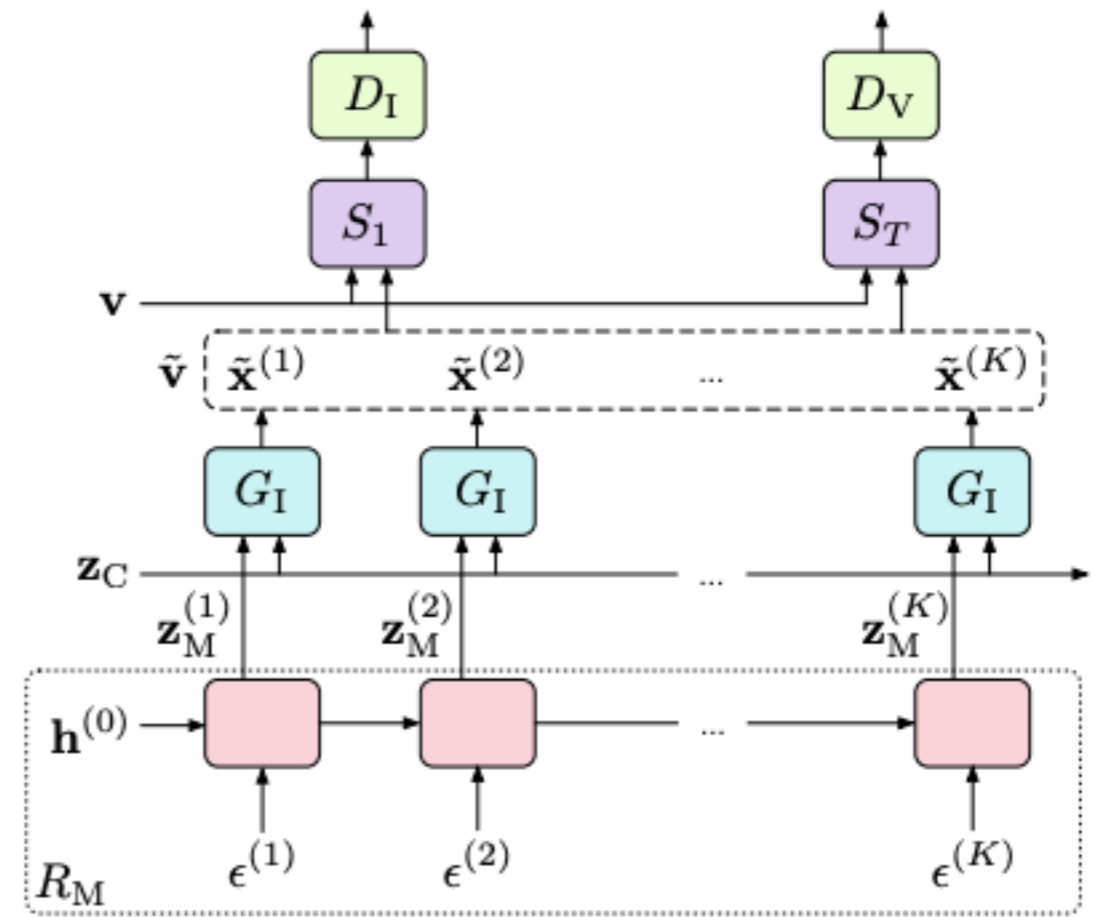 D_I D_V
S_1 S_T
v
ṽ x̃^(1) x̃^(2) ... x̃^(K)
G_I G_I G_I
z_C ...
z_M^(1) z_M^(2) z_M^(K)
h^(0) ...
ϵ^(1) ϵ^(2) ϵ^(K)
R_M